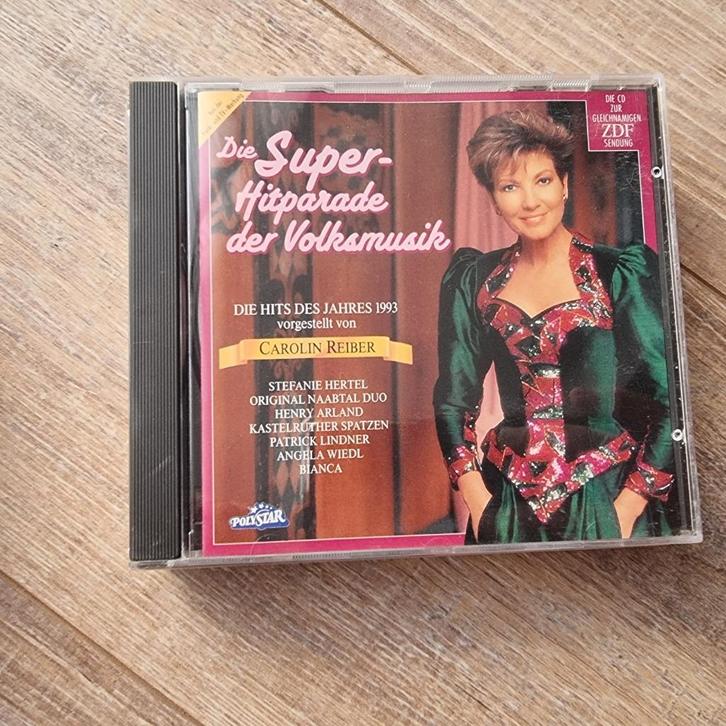 Die Super-
Hitparade
der Volksmusik
DIE CD
ZUR
GLEICHNAMIGEN
ZDF
SENDUNG
DIE HITS DES JAHRES 1993
vorgestellt von
CAROLIN REIBER
STEFANIE HERTEL
ORIGINAL NAABTAL DUO
HENRY ARLAND
KASTELRUTHER SPATZEN
PATRICK LINDNER
ANGELA WIEDL
BIANCA
POLYSTAR